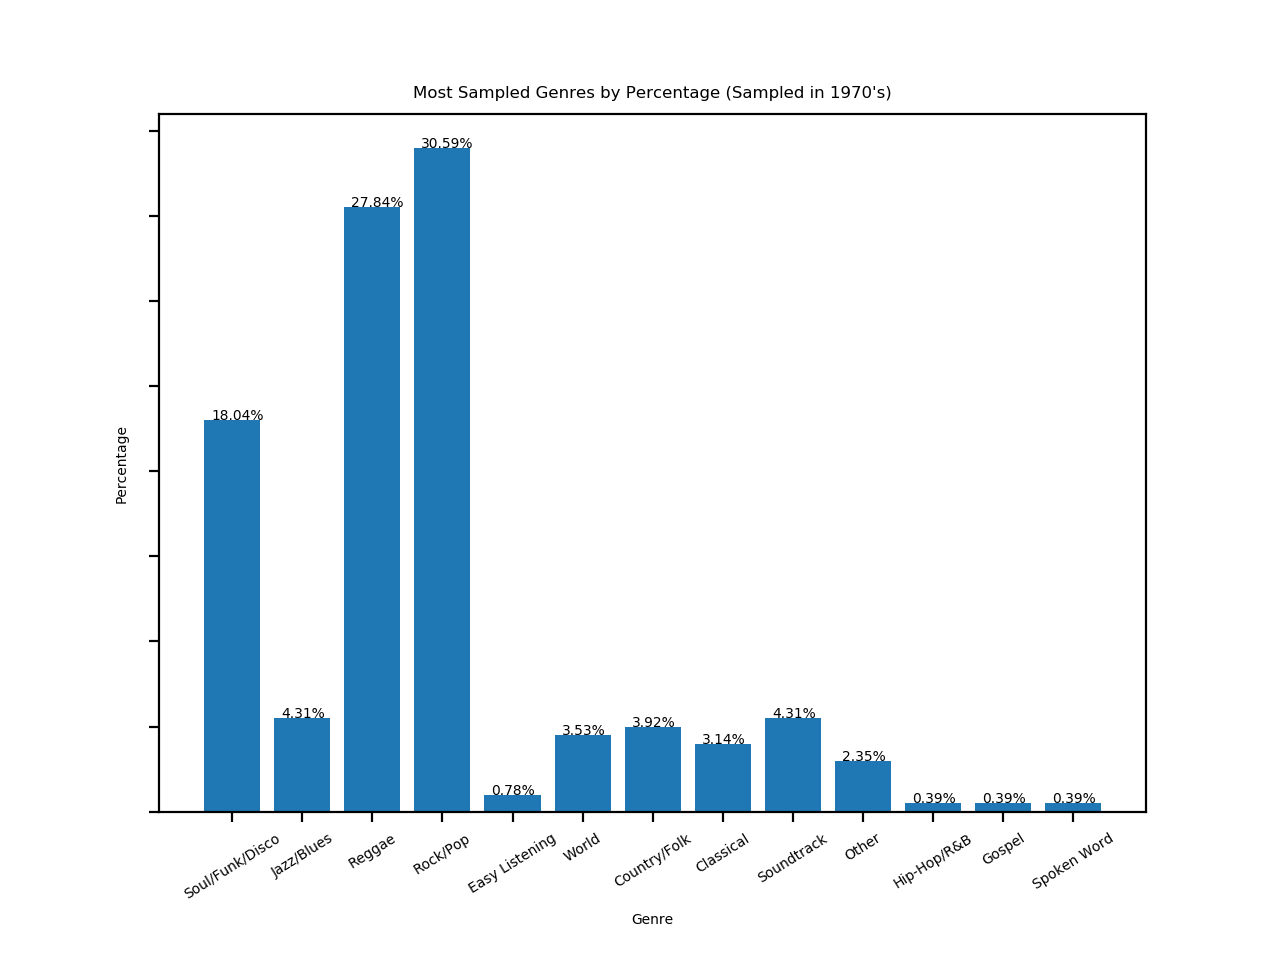 Most Sampled Genres by Percentage (Sampled in 1970's)
Percentage
18.04%
4.31%
27.84%
30.59%
0.78%
3.53%
3.92%
3.14%
4.31%
2.35%
0.39%
0.39%
0.39%
Soul/Funk/Disco
Jazz/Blues
Reggae
Rock/Pop
Easy Listening
World
Country/Folk
Classical
Soundtrack
Other
Hip-Hop/R&B
Gospel
Spoken Word
Genre